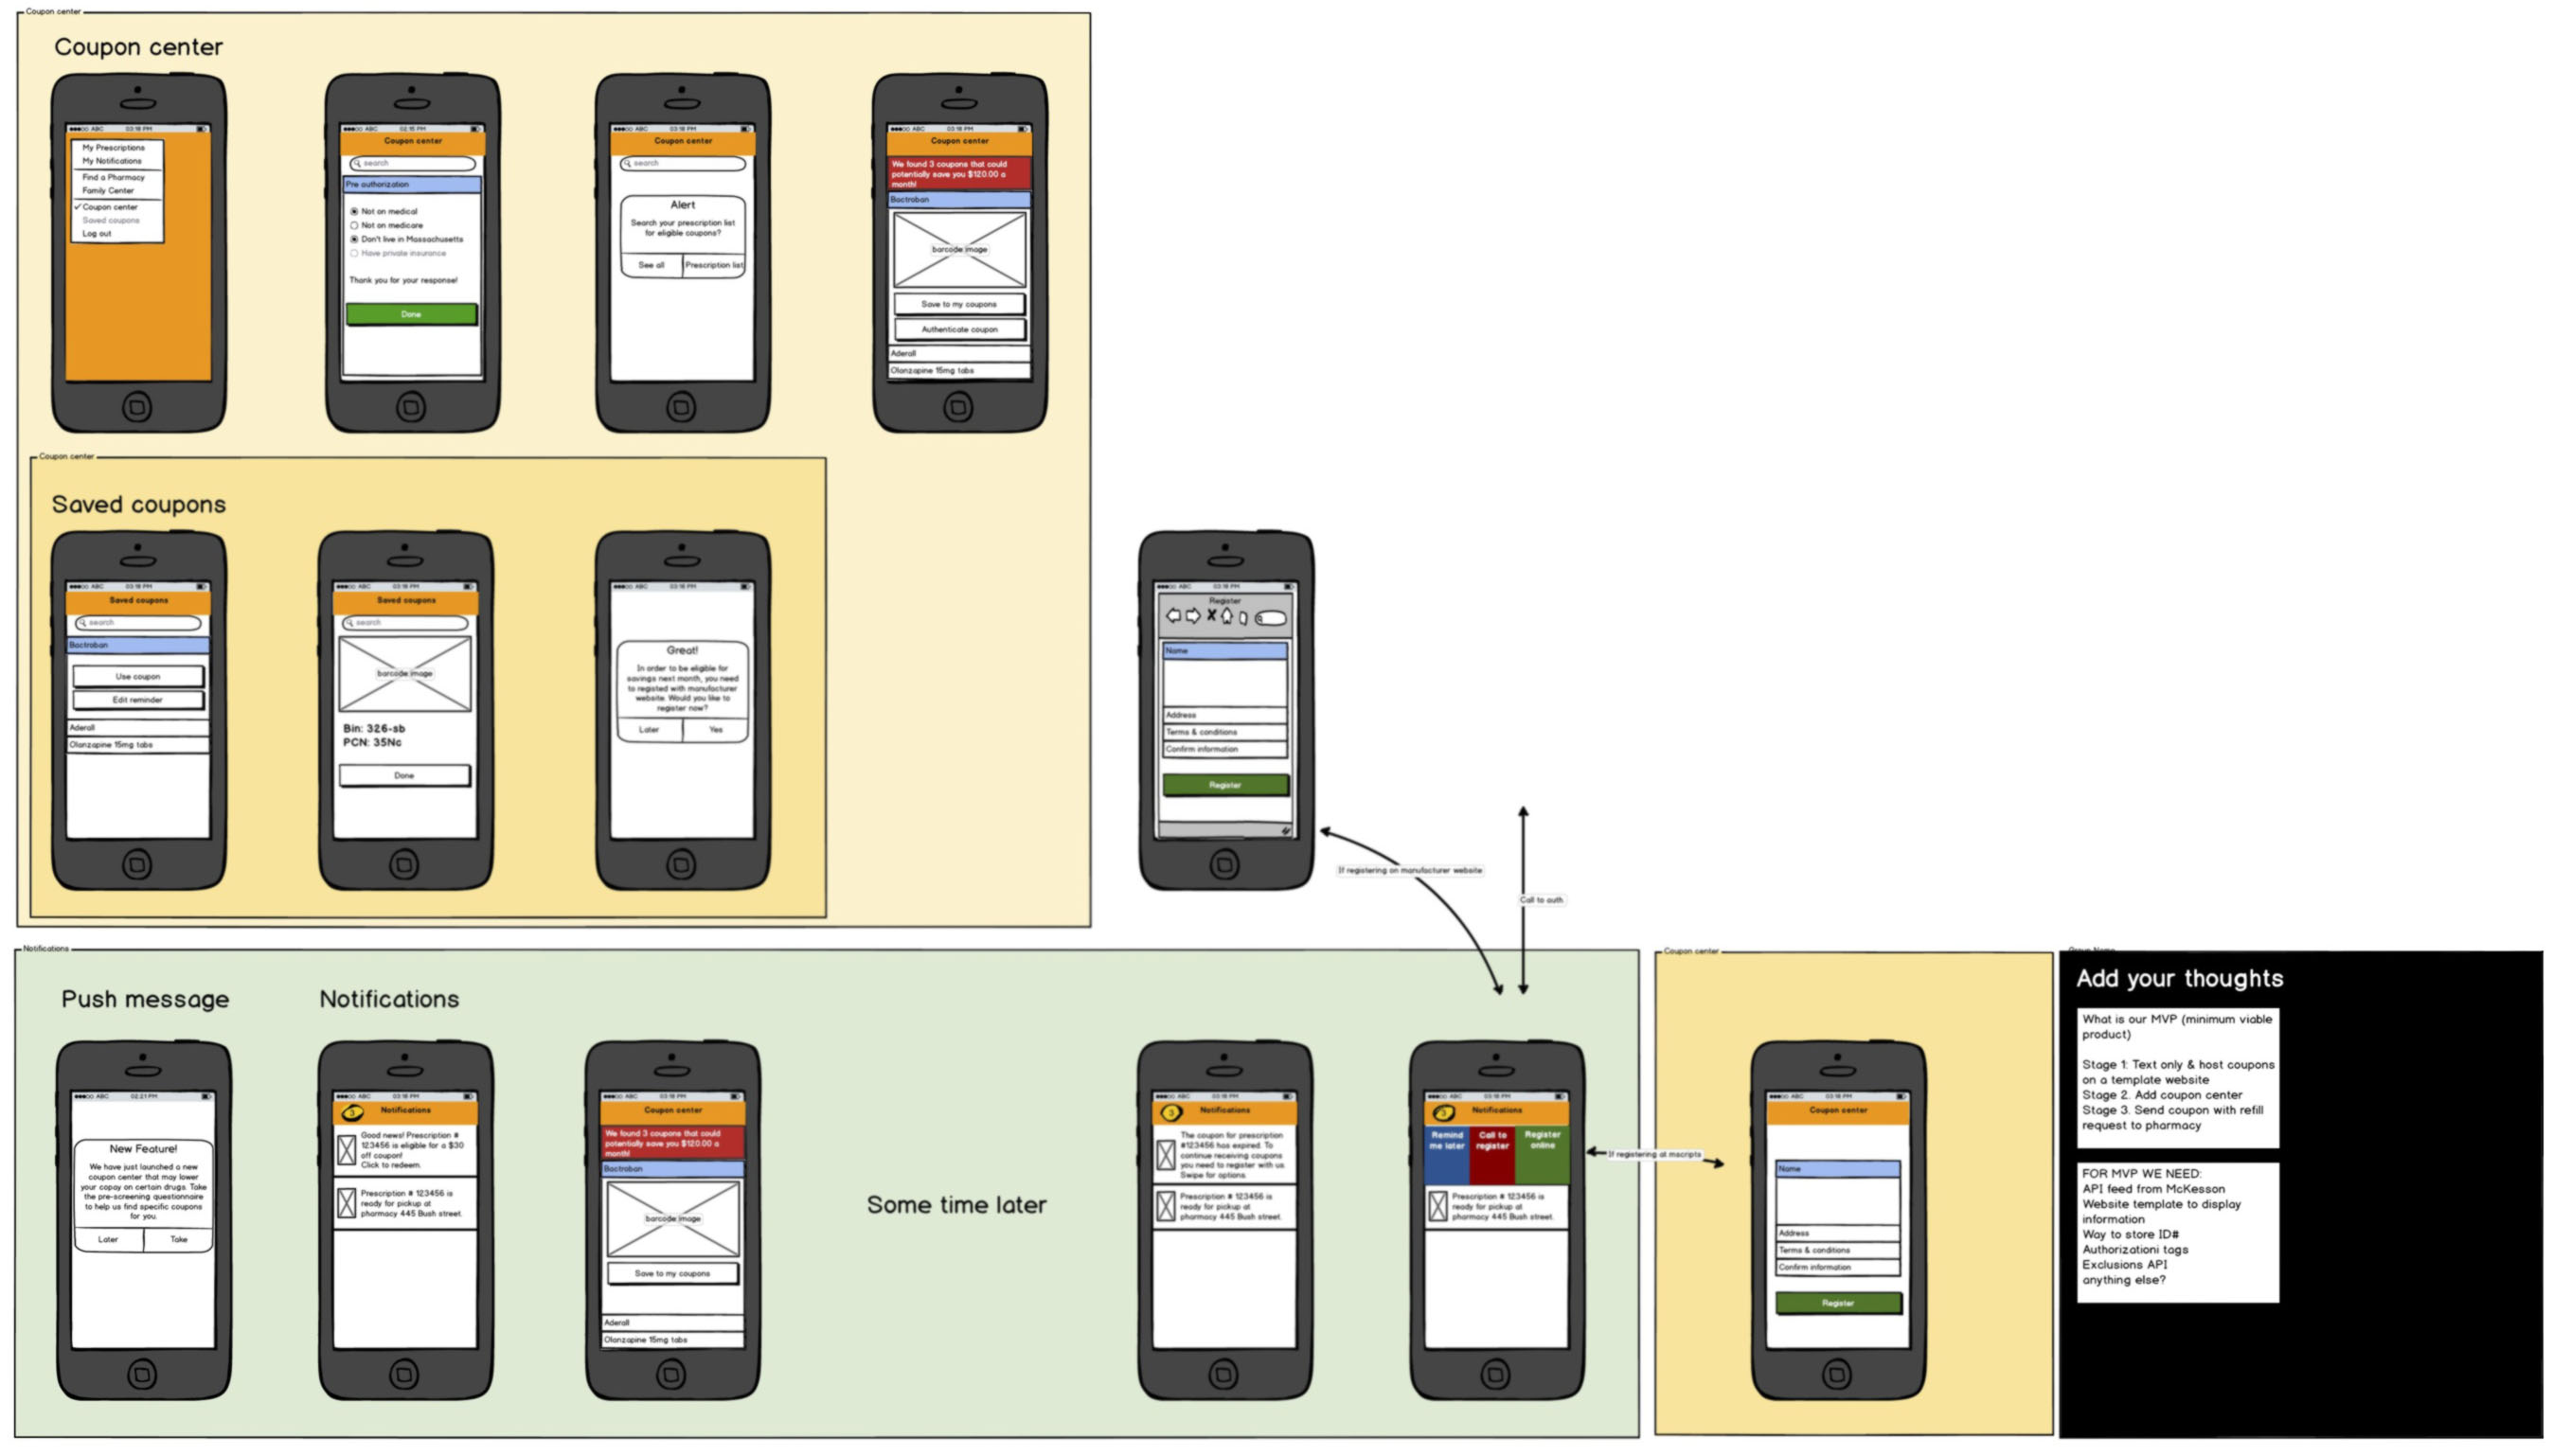 Coupon center
Coupon center
ABC 03:18 PM
My Prescriptions
My Notifications
Find a Pharmacy
Family Center
Coupon center
Saved coupons
Log out
ABC 02:15 PM
Coupon center
search
Pre authorization
Not on medical
Not on medicare
Don't live in Massachusetts
Have private insurance
Thank you for your response!
Done
ABC 03:18 PM
Coupon center
search
Alert
Search your prescription list
for eligible coupons?
See all
Prescription list
ABC 03:18 PM
Coupon center
We found 3 coupons that could
potentially save you $120.00 a
month!
Bactroban
barcode image
Save to my coupons
Authenticate coupon
Aderall
Olanzapine 15mg tabs
Coupon center
Saved coupons
ABC 03:18 PM
Saved coupons
search
Bactroban
Use coupon
Edit reminder
Aderall
Olanzapine 15mg tabs
ABC 03:18 PM
Saved coupons
search
barcode image
Bin: 326-sb
PCN: 35Nc
Done
ABC 03:18 PM
Great!
In order to be eligible for
savings next month, you need
to registed with manufacturer
website. Would you like to
register now?
Later
Yes
ABC 03:18 PM
Register
Name
Address
Terms & conditions
Confirm information
Register
If registering on manufacturer website
Call to auth
Notifications
Push message
ABC 02:21 PM
New Feature!
We have just launched a new
coupon center that may lower
your copay on certain drugs. Take
the pre-screening questionnaire
to help us find specific coupons
for you.
Later
Take
Notifications
ABC 03:18 PM
3
Notifications
Good news! Prescription #
123456 is eligible for a $30
off coupon!
Click to redeem.
Prescription # 123456 is
ready for pickup at
pharmacy 445 Bush street.
ABC 03:18 PM
Coupon center
We found 3 coupons that could
potentially save you $120.00 a
month!
Bactroban
barcode image
Save to my coupons
Aderall
Olanzapine 15mg tabs
Some time later
ABC 03:18 PM
3
Notifications
The coupon for prescription
#123456 has expired. To
continue receiving coupons
you need to register with us.
Swipe for options.
Prescription # 123456 is
ready for pickup at
pharmacy 445 Bush street.
ABC 03:18 PM
3
Notifications
Remind
me later
Call to
register
Register
online
Prescription # 123456 is
ready for pickup at
pharmacy 445 Bush street.
If registering at mscripts
Coupon center
ABC 03:18 PM
Coupon center
Name
Address
Terms & conditions
Confirm information
Register
Group Name
Add your thoughts
What is our MVP (minimum viable
product)
Stage 1: Text only & host coupons
on a template website
Stage 2. Add coupon center
Stage 3. Send coupon with refill
request to pharmacy
FOR MVP WE NEED:
API feed from McKesson
Website template to display
information
Way to store ID#
Authorizationi tags
Exclusions API
anything else?